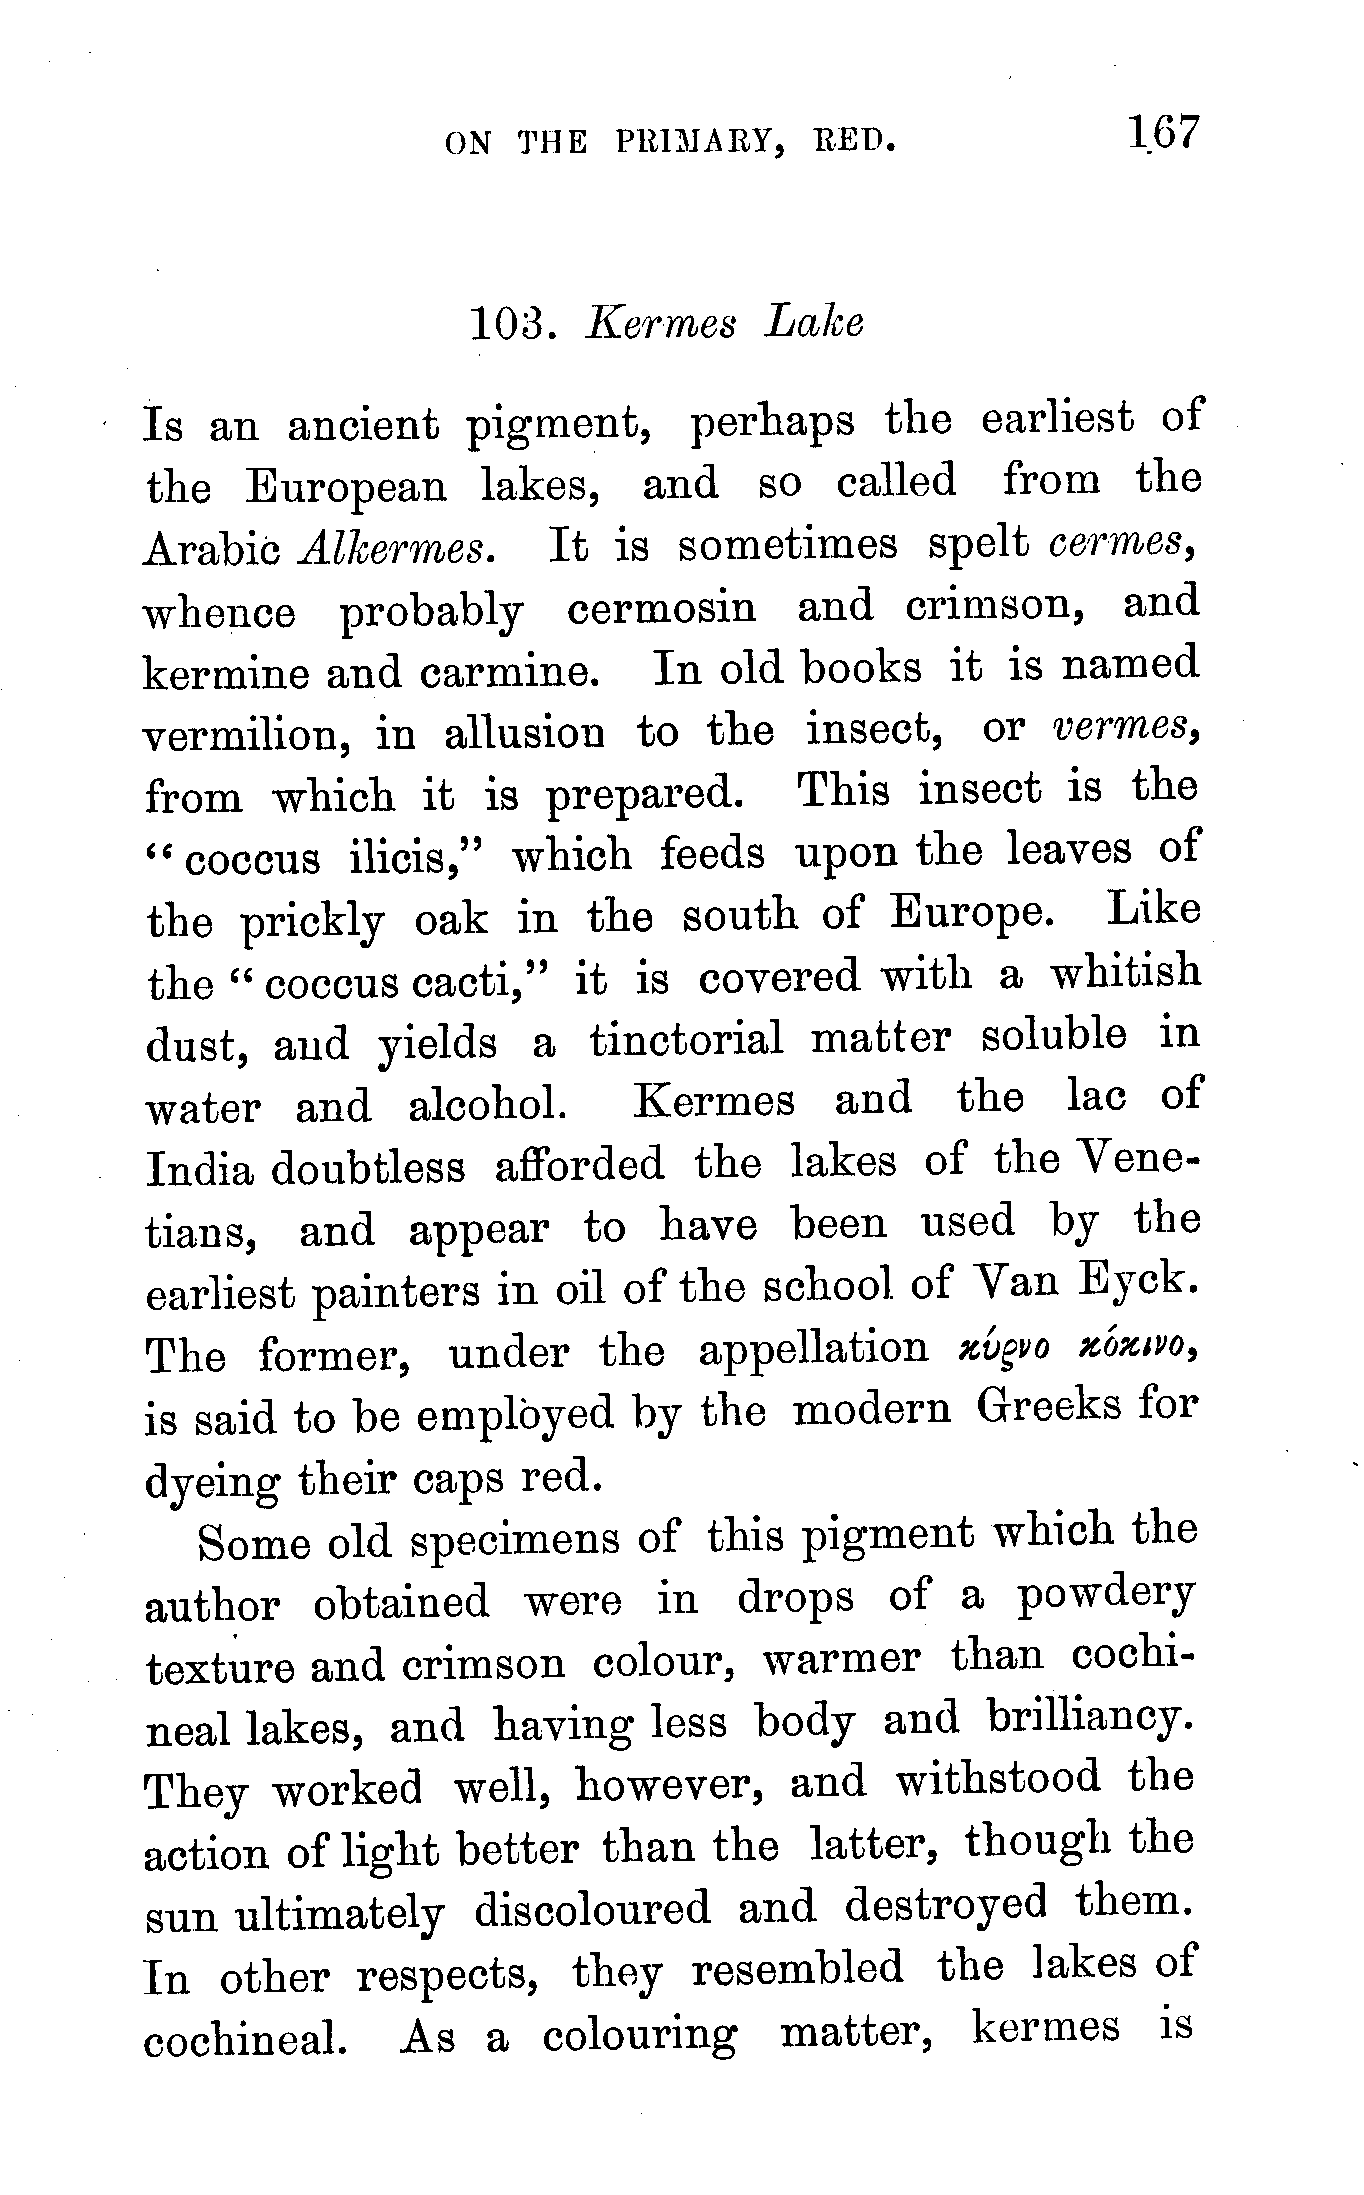 ON THE PRIMARY, RED. 167
103. Kermes Lake
Is an ancient pigment, perhaps the earliest of
the European lakes, and so called from the
Arabic Alkermes. It is sometimes spelt cermes,
whence probably cermosin and crimson, and
kermine and carmine. In old books it is named
vermilion, in allusion to the insect, or vermes,
from which it is prepared. This insect is the
“coccus ilicis,” which feeds upon the leaves of
the prickly oak in the south of Europe. Like
the “coccus cacti,” it is covered with a whitish
dust, and yields a tinctorial matter soluble in
water and alcohol. Kermes and the lac of
India doubtless afforded the lakes of the Vene-
tians, and appear to have been used by the
earliest painters in oil of the school of Van Eyck.
The former, under the appellation κύρνο κόκινο,
is said to be employed by the modern Greeks for
dyeing their caps red.
Some old specimens of this pigment which the
author obtained were in drops of a powdery
texture and crimson colour, warmer than cochi-
neal lakes, and having less body and brilliancy.
They worked well, however, and withstood the
action of light better than the latter, though the
sun ultimately discoloured and destroyed them.
In other respects, they resembled the lakes of
cochineal. As a colouring matter, kermes is